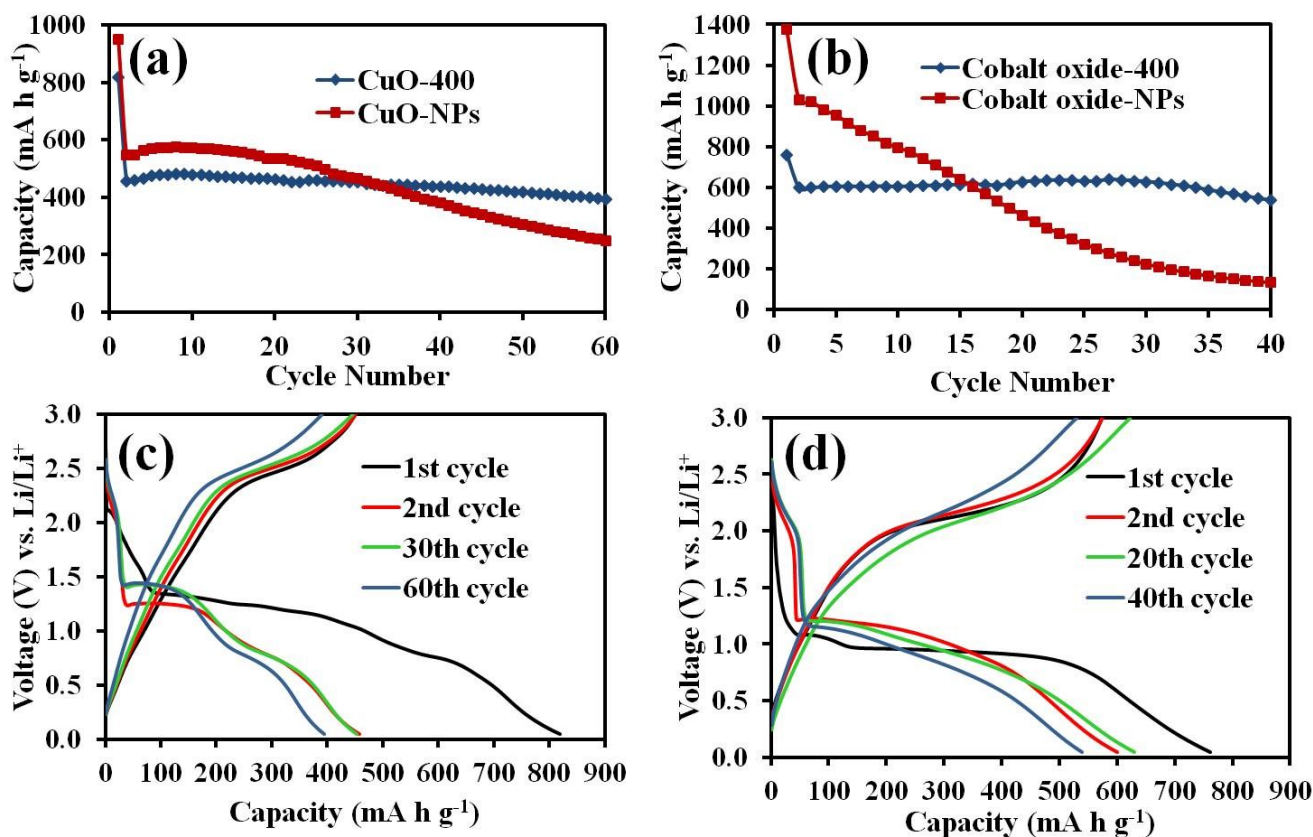 (a)
CuO-400
CuO-NPs
1000
800
600
400
200
0
Capacity (mA h g-1)
0 10 20 30 40 50 60
Cycle Number
(b)
Cobalt oxide-400
Cobalt oxide-NPs
1400
1200
1000
800
600
400
200
0
Capacity (mA h g-1)
0 5 10 15 20 25 30 35 40
Cycle Number
(c)
1st cycle
2nd cycle
30th cycle
60th cycle
3.0
2.5
2.0
1.5
1.0
0.5
0.0
Voltage (V) vs. Li/Li+
0 100 200 300 400 500 600 700 800 900
Capacity (mA h g-1)
(d)
1st cycle
2nd cycle
20th cycle
40th cycle
3.0
2.5
2.0
1.5
1.0
0.5
0.0
Voltage (V) vs. Li/Li+
0 100 200 300 400 500 600 700 800 900
Capacity (mA h g-1)